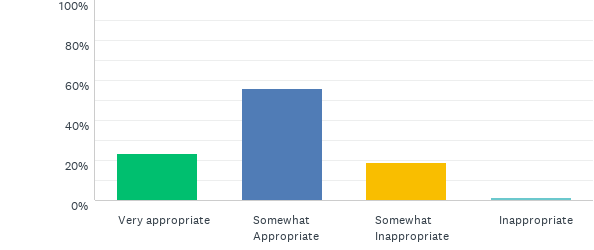 100%
80%
60%
40%
20%
0%
Very appropriate
Somewhat
Appropriate
Somewhat
Inappropriate
Inappropriate